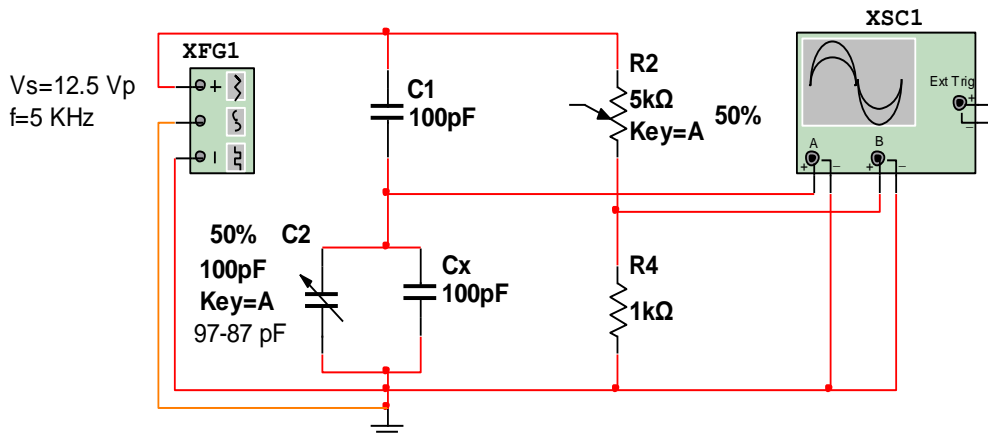 XSC1
XFG1
Vs=12.5 Vp
f=5 KHz
+
C1
100pF
R2
5kΩ
Key=A
50%
Ext Trig
+
_
A
B
+
_
+
_
50% C2
100pF
Key=A
97-87 pF
Cx
100pF
R4
1kΩ